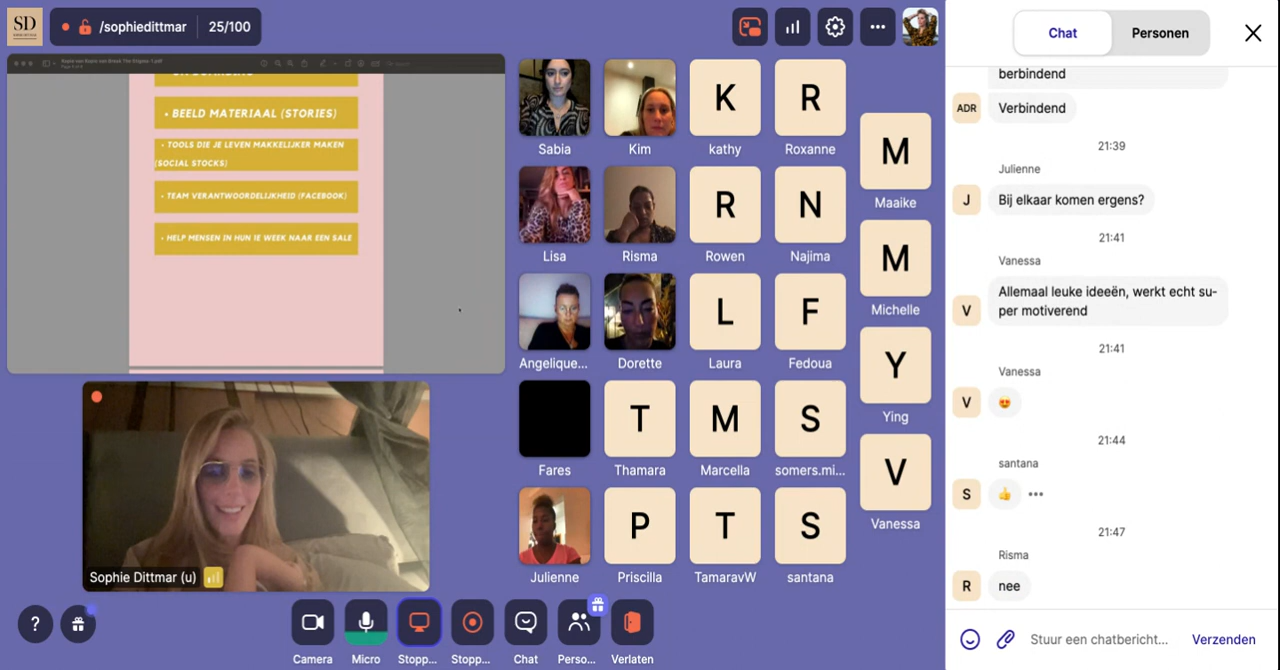 SD
/sophiedittmar
25/100
• BEELD MATERIAAL (STORIES)
• TOOLS DIE JE LEVEN MAKKELIJKER MAKEN
(SOCIAL STOCKS)
• TEAM VERANTWOORDELIJKHEID (FACEBOOK)
• HELP MENSEN IN HUN 1E WEEK NAAR EEN SALE
Sophie Dittmar (u)
Sabia
Kim
K
kathy
R
Roxanne
Lisa
Risma
R
Rowen
N
Najima
Angelique...
Dorette
L
Laura
F
Fedoua
Fares
T
Thamara
M
Marcella
S
somers.mi...
Julienne
P
Priscilla
T
TamaravW
S
santana
M
Maaike
M
Michelle
Y
Ying
V
Vanessa
?
Camera
Micro
Stopp...
Stopp...
Chat
Perso...
Verlaten
Chat
Personen
berbindend
ADR
Verbindend
21:39
Julienne
J
Bij elkaar komen ergens?
21:41
Vanessa
Allemaal leuke ideeën, werkt echt su-
per motiverend
V
21:41
Vanessa
V
😍
21:44
santana
S
👍
21:47
Risma
R
nee
Stuur een chatbericht...
Verzenden